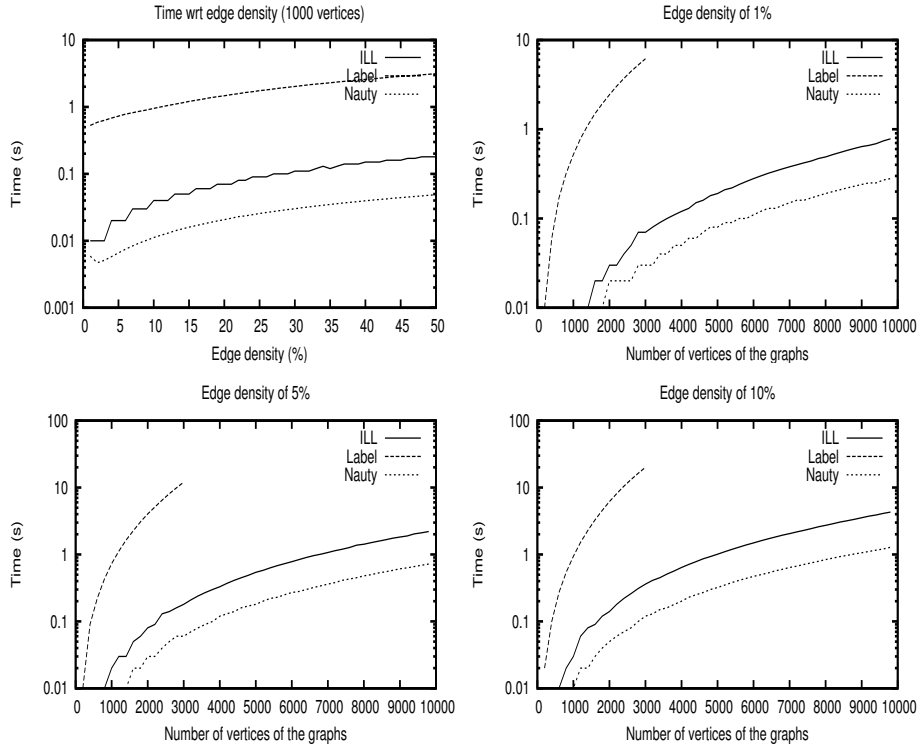 Time wrt edge density (1000 vertices)
10
1
0.1
0.01
0.001
Time (s)
ILL
Label
Nauty
0 5 10 15 20 25 30 35 40 45 50
Edge density (%)
Edge density of 1%
10
1
0.1
0.01
Time (s)
ILL
Label
Nauty
0 1000 2000 3000 4000 5000 6000 7000 8000 9000 10000
Number of vertices of the graphs
Edge density of 5%
100
10
1
0.1
0.01
Time (s)
ILL
Label
Nauty
0 1000 2000 3000 4000 5000 6000 7000 8000 9000 10000
Number of vertices of the graphs
Edge density of 10%
100
10
1
0.1
0.01
Time (s)
ILL
Label
Nauty
0 1000 2000 3000 4000 5000 6000 7000 8000 9000 10000
Number of vertices of the graphs